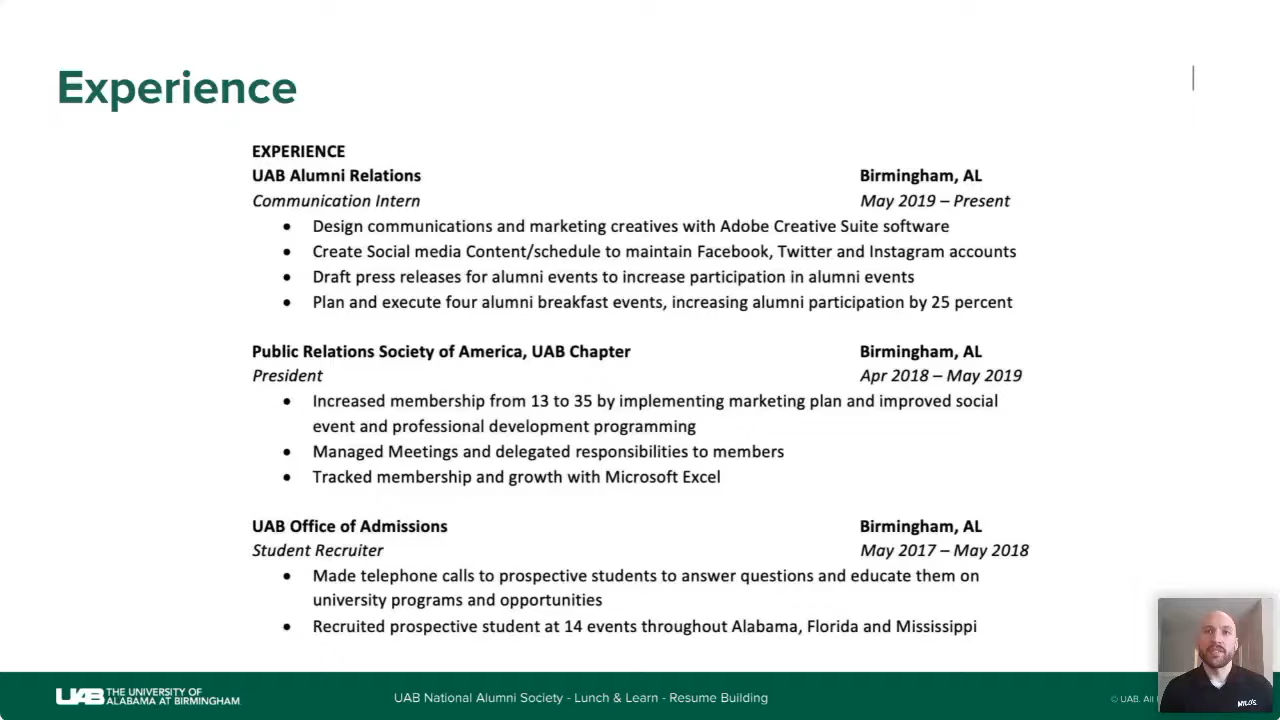 Experience
EXPERIENCE
UAB Alumni Relations Birmingham, AL
Communication Intern May 2019 – Present
• Design communications and marketing creatives with Adobe Creative Suite software
• Create Social media Content/schedule to maintain Facebook, Twitter and Instagram accounts
• Draft press releases for alumni events to increase participation in alumni events
• Plan and execute four alumni breakfast events, increasing alumni participation by 25 percent
Public Relations Society of America, UAB Chapter Birmingham, AL
President Apr 2018 – May 2019
• Increased membership from 13 to 35 by implementing marketing plan and improved social
event and professional development programming
• Managed Meetings and delegated responsibilities to members
• Tracked membership and growth with Microsoft Excel
UAB Office of Admissions Birmingham, AL
Student Recruiter May 2017 – May 2018
• Made telephone calls to prospective students to answer questions and educate them on
university programs and opportunities
• Recruited prospective student at 14 events throughout Alabama, Florida and Mississippi
UAB THE UNIVERSITY OF
ALABAMA AT BIRMINGHAM
UAB National Alumni Society - Lunch & Learn - Resume Building
© UAB. All
MILO'S